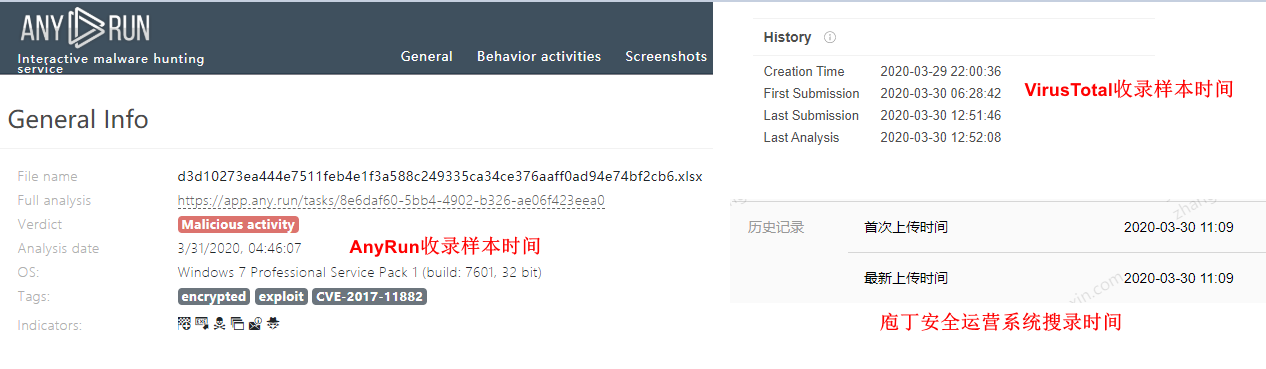 ANY RUN
Interactive malware hunting
service
General Behavior activities Screenshots
General Info
File name d3d10273ea444e7511feb4e1f3a588c249335ca34ce376aaff0ad94e74bf2cb6.xlsx
Full analysis https://app.any.run/tasks/8e6daf60-5bb4-4902-b326-ae06f423eea0
Verdict Malicious activity
Analysis date 3/31/2020, 04:46:07
AnyRun收录样本时间
OS: Windows 7 Professional Service Pack 1 (build: 7601, 32 bit)
Tags: encrypted exploit CVE-2017-11882
Indicators:
History
Creation Time 2020-03-29 22:00:36
First Submission 2020-03-30 06:28:42
Last Submission 2020-03-30 12:51:46
Last Analysis 2020-03-30 12:52:08
VirusTotal收录样本时间
历史记录 首次上传时间 2020-03-30 11:09
最新上传时间 2020-03-30 11:09
庖丁安全运营系统搜录时间